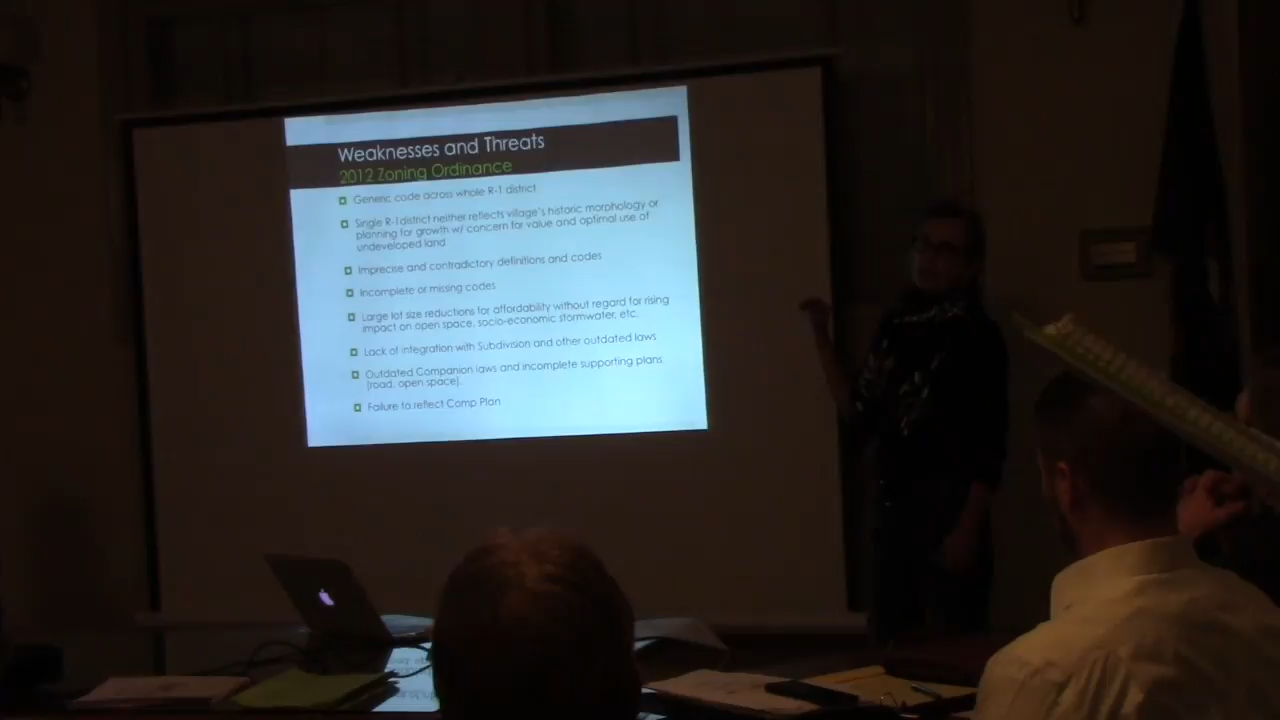 Weaknesses and Threats
2012 Zoning Ordinance
Generic code across whole R-1 district
Single R-1district neither reflects village's historic morphology or
planning for growth w/ concern for value and optimal use of
undeveloped land
Imprecise and contradictory definitions and codes
Incomplete or missing codes
Large lot size reductions for affordability without regard for rising
impact on open space, socio-economic stormwater, etc.
Lack of integration with Subdivision and other outdated laws
Outdated Companion laws and incomplete supporting plans
(road, open space).
Failure to reflect Comp Plan